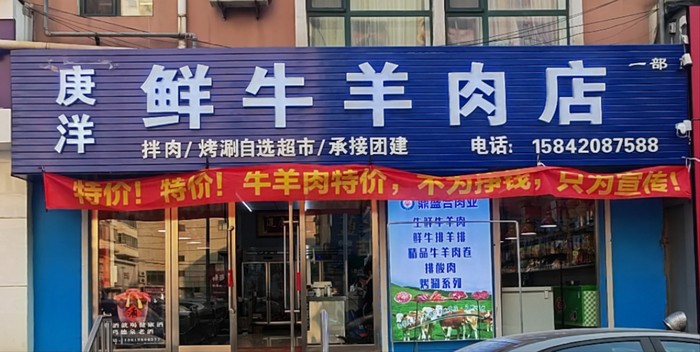 庚洋
鲜牛羊肉店
一部
拌肉/烤涮自选超市/承接团建
电话：15842087588
特价！特价！牛羊肉特价，不为挣钱，只为宣传！
鼎盛合肉业
生鲜牛羊肉
鲜牛排羊排
精品牛羊肉卷
排酸肉
烤涮系列